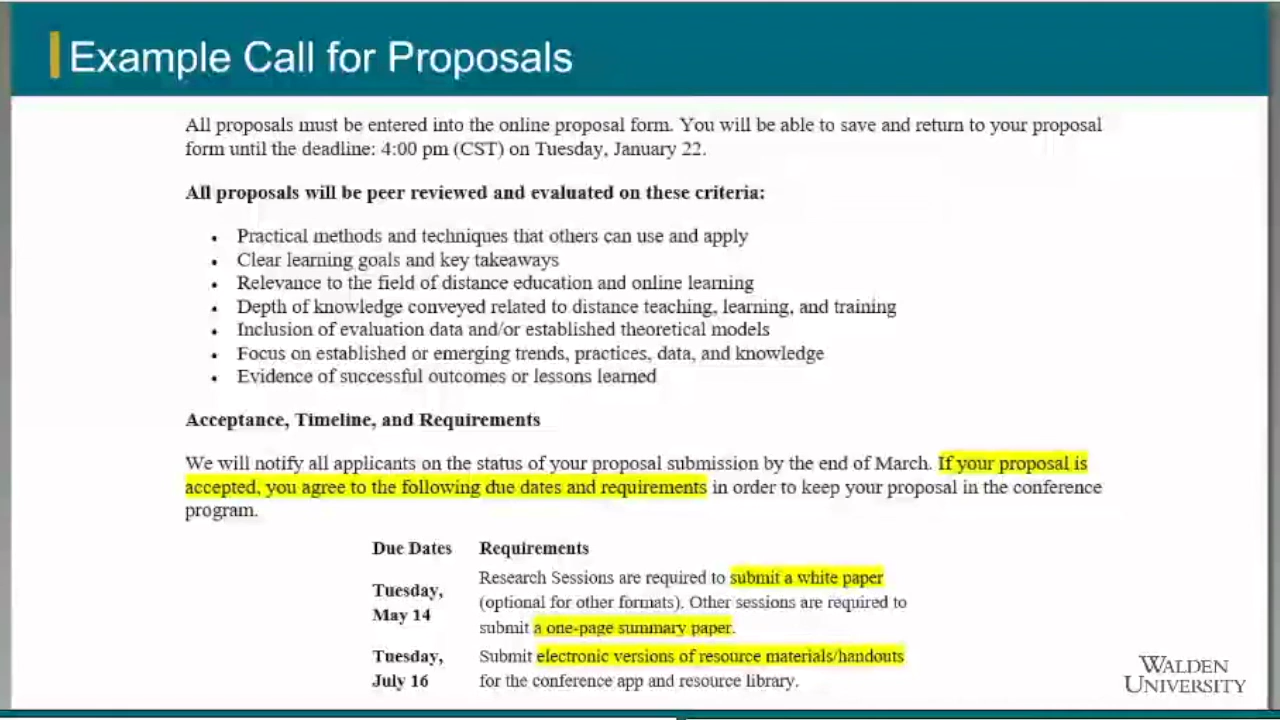 Example Call for Proposals
All proposals must be entered into the online proposal form. You will be able to save and return to your proposal
form until the deadline: 4:00 pm (CST) on Tuesday, January 22.
All proposals will be peer reviewed and evaluated on these criteria:
• Practical methods and techniques that others can use and apply
• Clear learning goals and key takeaways
• Relevance to the field of distance education and online learning
• Depth of knowledge conveyed related to distance teaching, learning, and training
• Inclusion of evaluation data and/or established theoretical models
• Focus on established or emerging trends, practices, data, and knowledge
• Evidence of successful outcomes or lessons learned
Acceptance, Timeline, and Requirements
We will notify all applicants on the status of your proposal submission by the end of March. If your proposal is
accepted, you agree to the following due dates and requirements in order to keep your proposal in the conference
program.
Due Dates Requirements
Tuesday,
May 14
Research Sessions are required to submit a white paper
(optional for other formats). Other sessions are required to
submit a one-page summary paper.
Tuesday,
July 16
Submit electronic versions of resource materials/handouts
for the conference app and resource library.
WALDEN
UNIVERSITY